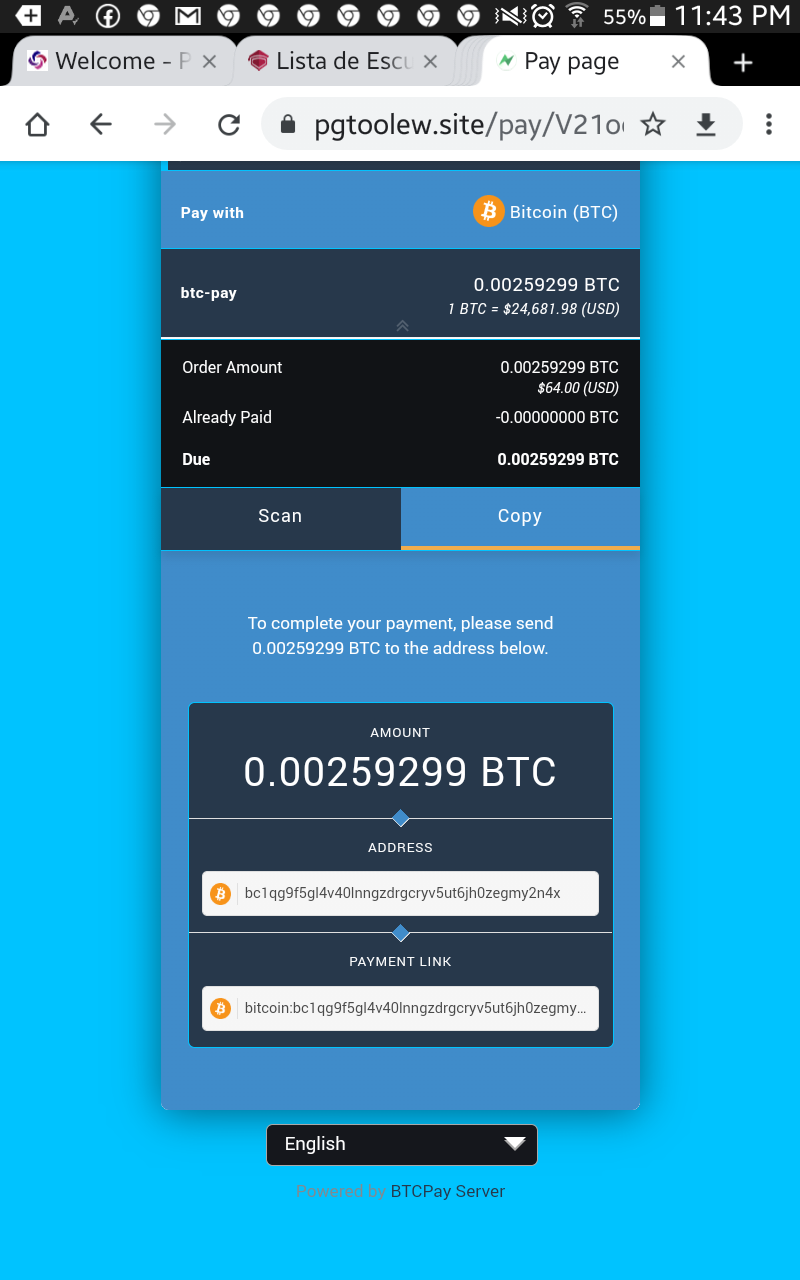 55% 11:43 PM
Welcome - P
Lista de Escu
Pay page
pgtoolew.site/pay/V21o
Pay with Bitcoin (BTC)
btc-pay 0.00259299 BTC
1 BTC = $24,681.98 (USD)
Order Amount 0.00259299 BTC
$64.00 (USD)
Already Paid -0.00000000 BTC
Due 0.00259299 BTC
Scan Copy
To complete your payment, please send
0.00259299 BTC to the address below.
AMOUNT
0.00259299 BTC
ADDRESS
bc1qg9f5gl4v40lnngzdrgcryv5ut6jh0zegmy2n4x
PAYMENT LINK
bitcoin:bc1qg9f5gl4v40lnngzdrgcryv5ut6jh0zegmy...
English
Powered by BTCPay Server